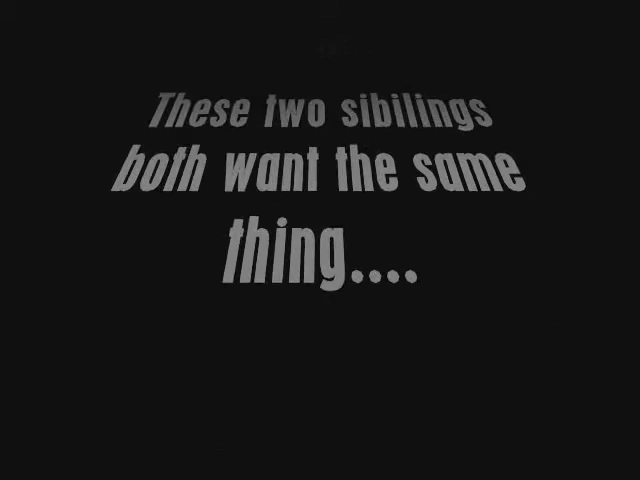 These two sibilings
both want the same
thing....